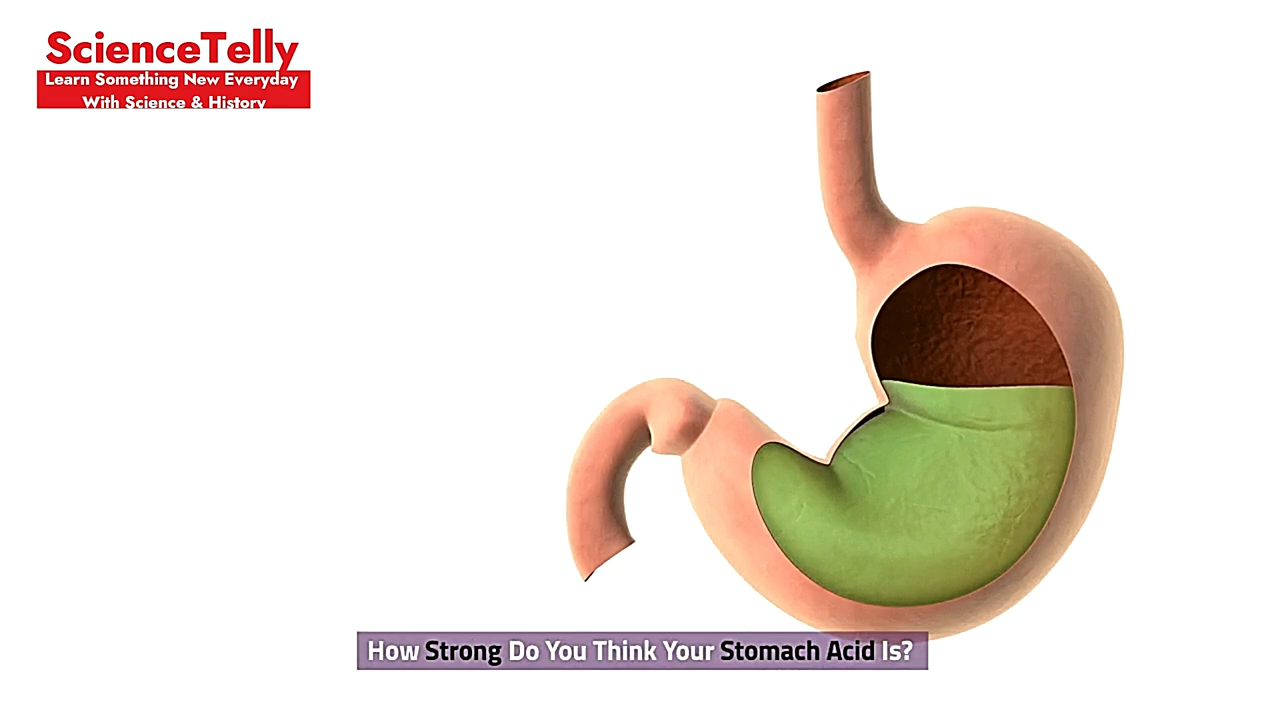 ScienceTelly
Learn Something New Everyday
With Science & History
How Strong Do You Think Your Stomach Acid Is?